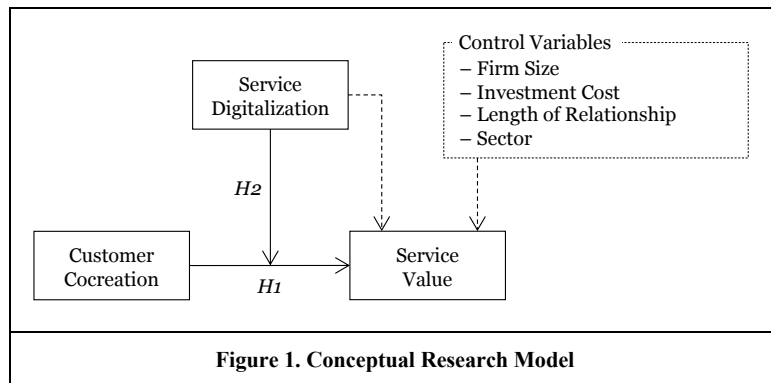 Control Variables
– Firm Size
– Investment Cost
– Length of Relationship
– Sector
Service
Digitalization
H2
Customer
Cocreation
H1
Service
Value
Figure 1. Conceptual Research Model